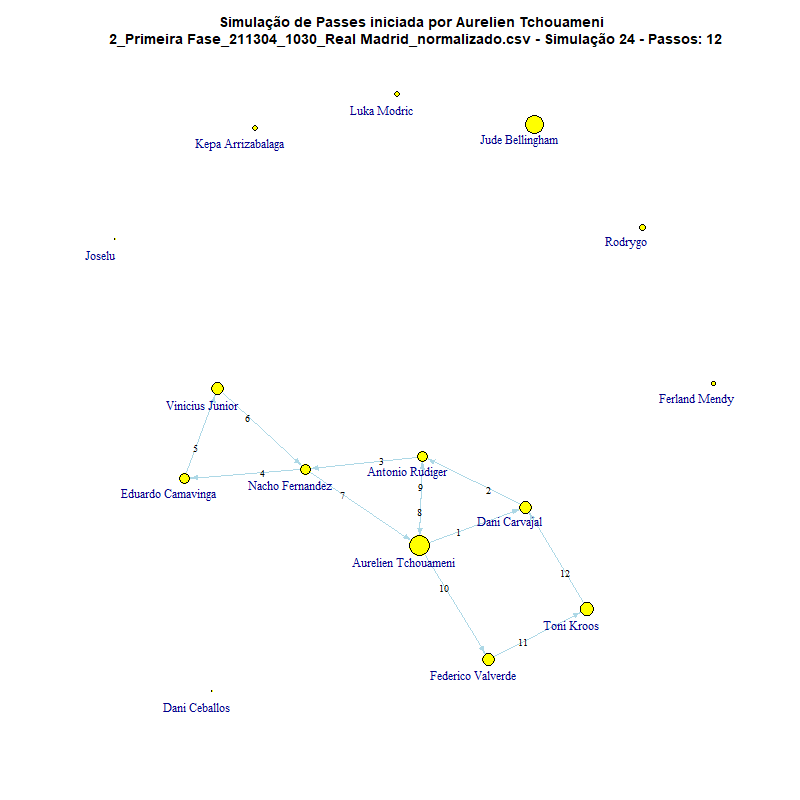 Simulação de Passes iniciada por Aurelien Tchouameni
2_Primeira Fase_211304_1030_Real Madrid_normalizado.csv - Simulação 24 - Passos: 12
Luka Modric
Jude Bellingham
Kepa Arrizabalaga
Rodrygo
Joselu
Ferland Mendy
Vinicius Junior
6
5
3
Antonio Rudiger
4
Nacho Fernandez
9
2
7
Eduardo Camavinga
8
Dani Carvajal
1
Aurelien Tchouameni
12
10
Toni Kroos
11
Federico Valverde
Dani Ceballos